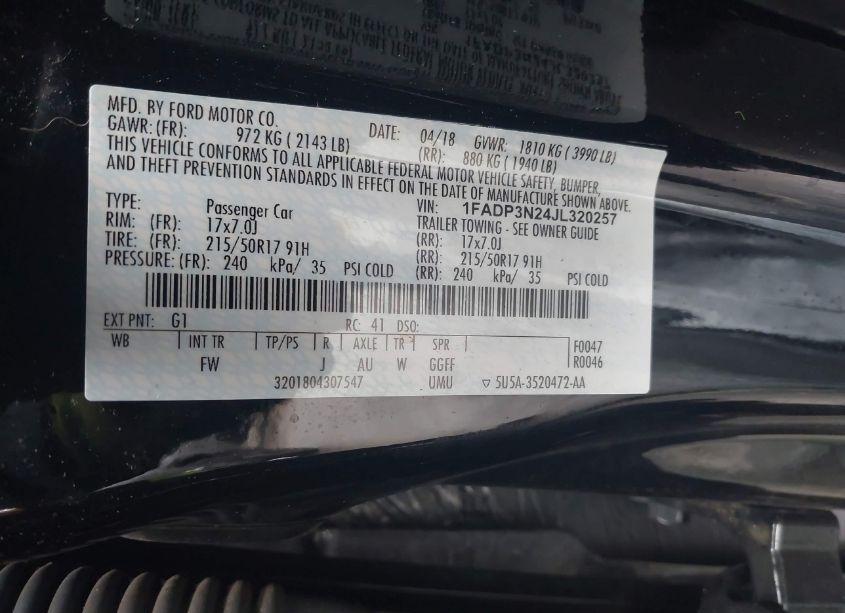 MFD. BY FORD MOTOR CO.
DATE: 04/18 GVWR: 1810 KG ( 3990 LB)
GAWR: (FR): 972 KG ( 2143 LB) (RR): 880 KG ( 1940 LB)
THIS VEHICLE CONFORMS TO ALL APPLICABLE FEDERAL MOTOR VEHICLE SAFETY, BUMPER,
AND THEFT PREVENTION STANDARDS IN EFFECT ON THE DATE OF MANUFACTURE SHOWN ABOVE.
VIN: 1FADP3N24JL320257
TYPE: Passenger Car TRAILER TOWING - SEE OWNER GUIDE
RIM: (FR): 17x7.0J (RR): 17x7.0J
TIRE: (FR): 215/50R17 91H (RR): 215/50R17 91H
PRESSURE: (FR): 240 kPa/ 35 PSI COLD (RR): 240 kPa/ 35 PSI COLD
EXT PNT: G1 RC: 41 DSO:
WB | INT TR | TP/PS | R | AXLE | TR | SPR F0047
FW J AU W GGFF R0046
3201804307547 UMU ▽ 5U5A-3520472-AA